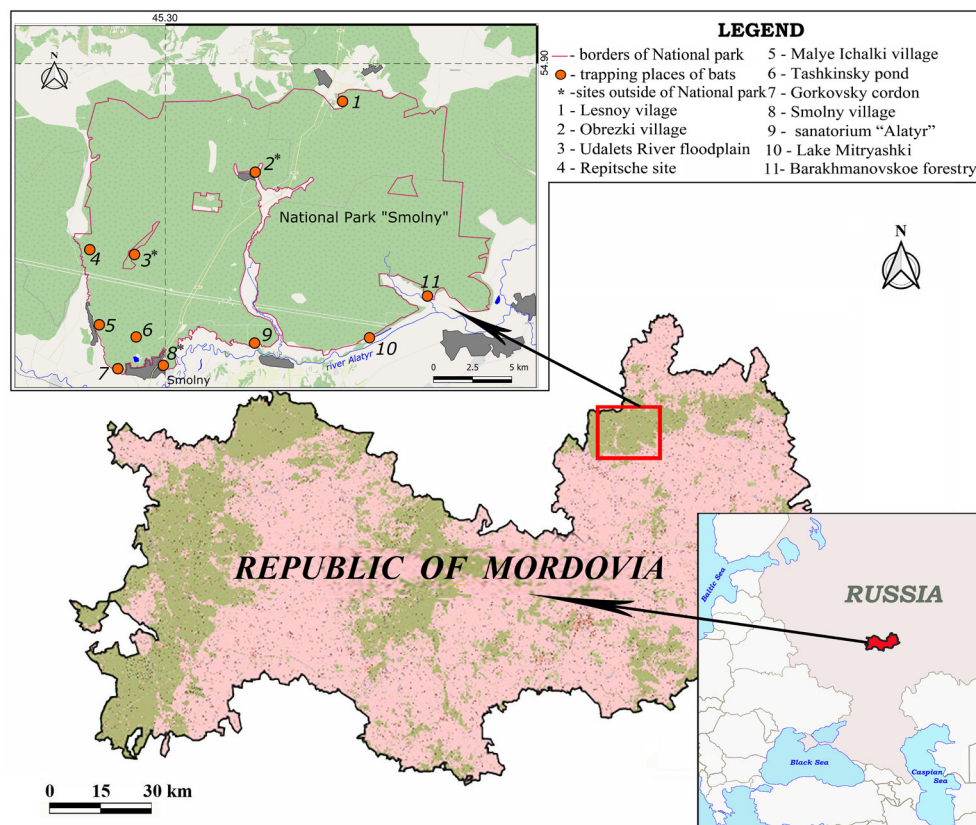 45.30
54.90
N
1
2*
National Park "Smolny"
3*
4
11
5
6
7
8*
9
10
Smolny
river Alatyr
0 2.5 5 km
LEGEND
- borders of National park
- trapping places of bats
* -sites outside of National park
1 - Lesnoy vilage
2 - Obrezki village
3 - Udalets River floodplain
4 - Repitsche site
5 - Malye Ichalki village
6 - Tashkinsky pond
7 - Gorkovsky cordon
8 - Smolny village
9 - sanatorium "Alatyr"
10 - Lake Mitryashki
11- Barakhmanovskoe forestry
N
REPUBLIC OF MORDOVIA
0 15 30 km
Baltic Sea
RUSSIA
Black Sea
Caspian
Sea